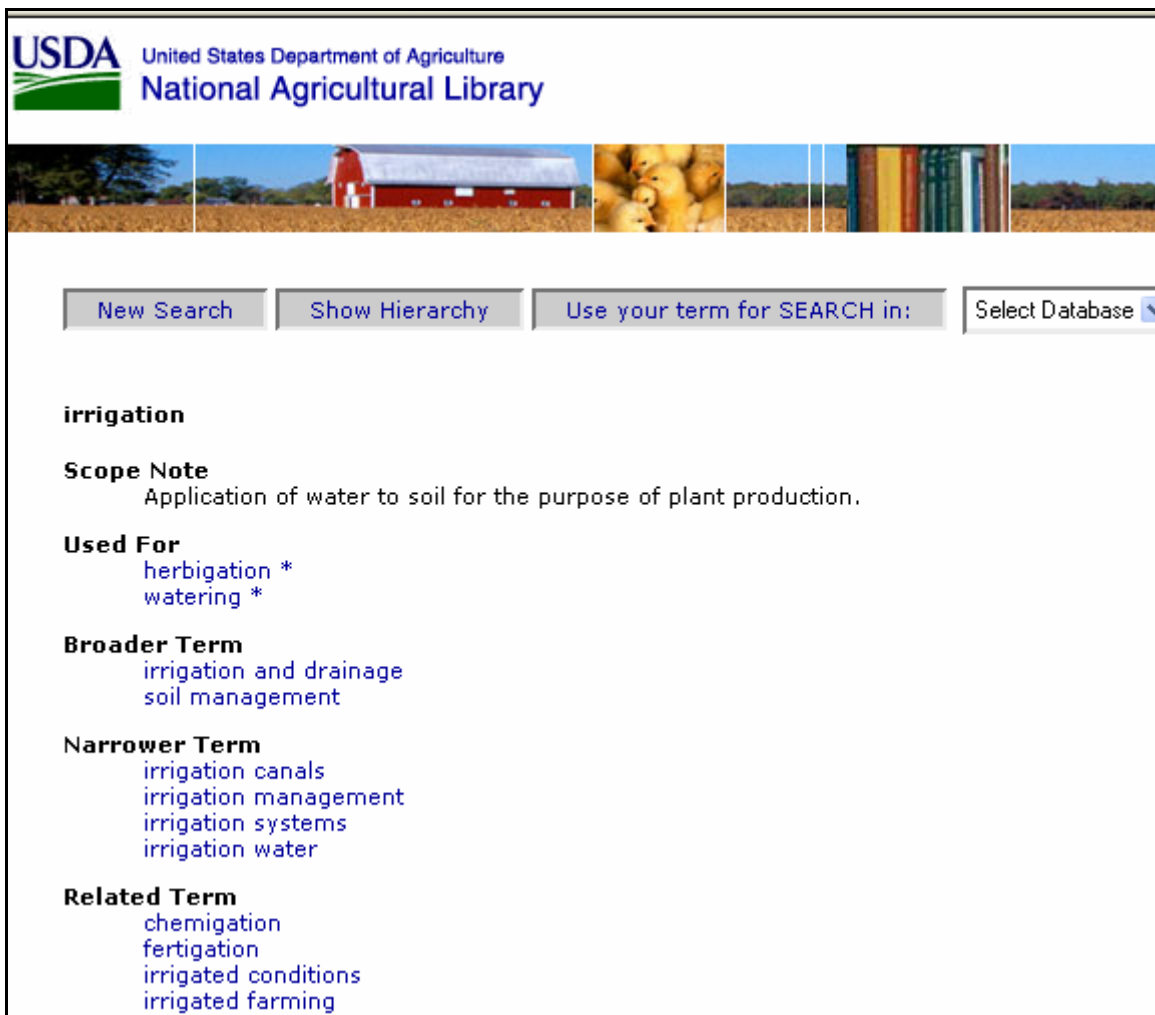 USDA
United States Department of Agriculture
National Agricultural Library
New Search
Show Hierarchy
Use your term for SEARCH in:
Select Database
irrigation
Scope Note
Application of water to soil for the purpose of plant production.
Used For
herbigation *
watering *
Broader Term
irrigation and drainage
soil management
Narrower Term
irrigation canals
irrigation management
irrigation systems
irrigation water
Related Term
chemigation
fertigation
irrigated conditions
irrigated farming